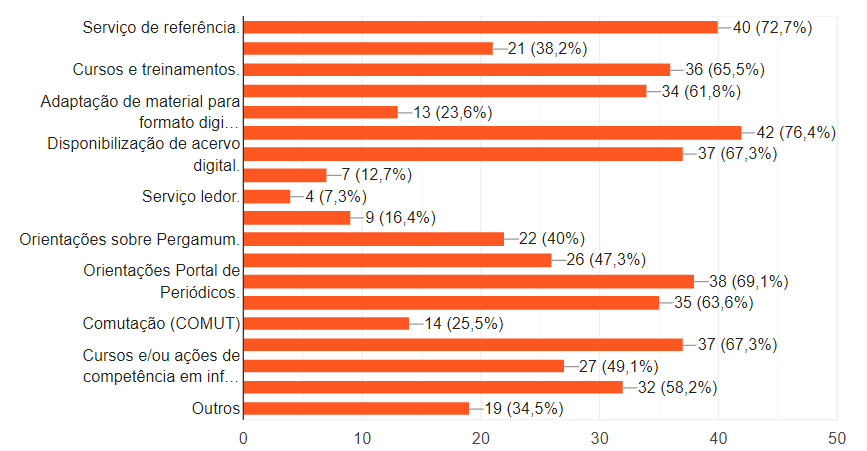 Serviço de referência.
40 (72,7%)
21 (38,2%)
Cursos e treinamentos.
36 (65,5%)
34 (61,8%)
Adaptação de material para
formato digi…
13 (23,6%)
42 (76,4%)
Disponibilização de acervo
digital.
37 (67,3%)
7 (12,7%)
Serviço ledor.
4 (7,3%)
9 (16,4%)
Orientações sobre Pergamum.
22 (40%)
26 (47,3%)
Orientações Portal de
Periódicos.
38 (69,1%)
35 (63,6%)
Comutação (COMUT)
14 (25,5%)
37 (67,3%)
Cursos e/ou ações de
competência em inf…
27 (49,1%)
32 (58,2%)
Outros
19 (34,5%)
0 10 20 30 40 50